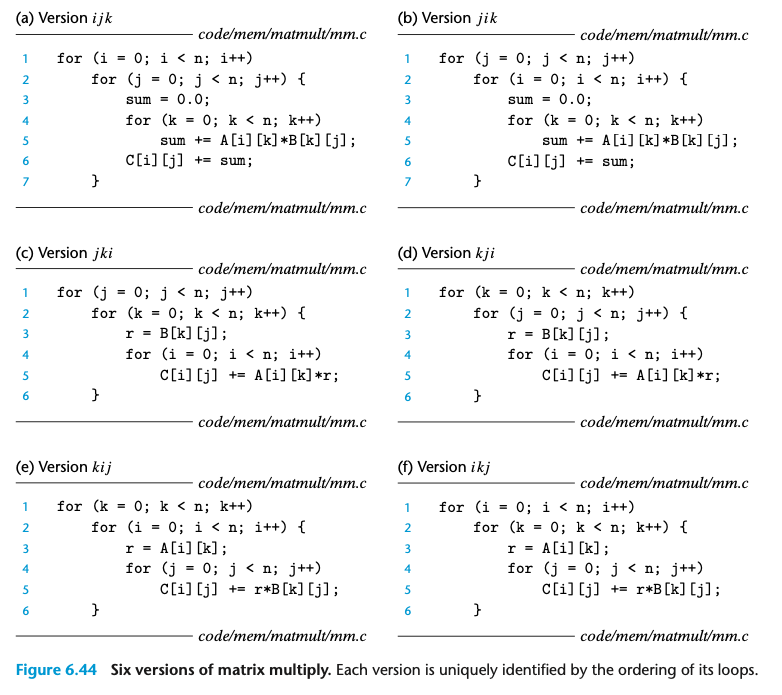 (a) Version ijk
code/mem/matmult/mm.c
1 for (i = 0; i < n; i++)
2 for (j = 0; j < n; j++) {
3 sum = 0.0;
4 for (k = 0; k < n; k++)
5 sum += A[i][k]*B[k][j];
6 C[i][j] += sum;
7 }
code/mem/matmult/mm.c
(b) Version jik
code/mem/matmult/mm.c
1 for (j = 0; j < n; j++)
2 for (i = 0; i < n; i++) {
3 sum = 0.0;
4 for (k = 0; k < n; k++)
5 sum += A[i][k]*B[k][j];
6 C[i][j] += sum;
7 }
code/mem/matmult/mm.c
(c) Version jki
code/mem/matmult/mm.c
1 for (j = 0; j < n; j++)
2 for (k = 0; k < n; k++) {
3 r = B[k][j];
4 for (i = 0; i < n; i++)
5 C[i][j] += A[i][k]*r;
6 }
code/mem/matmult/mm.c
(d) Version kji
code/mem/matmult/mm.c
1 for (k = 0; k < n; k++)
2 for (j = 0; j < n; j++) {
3 r = B[k][j];
4 for (i = 0; i < n; i++)
5 C[i][j] += A[i][k]*r;
6 }
code/mem/matmult/mm.c
(e) Version kij
code/mem/matmult/mm.c
1 for (k = 0; k < n; k++)
2 for (i = 0; i < n; i++) {
3 r = A[i][k];
4 for (j = 0; j < n; j++)
5 C[i][j] += r*B[k][j];
6 }
code/mem/matmult/mm.c
(f) Version ikj
code/mem/matmult/mm.c
1 for (i = 0; i < n; i++)
2 for (k = 0; k < n; k++) {
3 r = A[i][k];
4 for (j = 0; j < n; j++)
5 C[i][j] += r*B[k][j];
6 }
code/mem/matmult/mm.c
Figure 6.44 Six versions of matrix multiply. Each version is uniquely identified by the ordering of its loops.